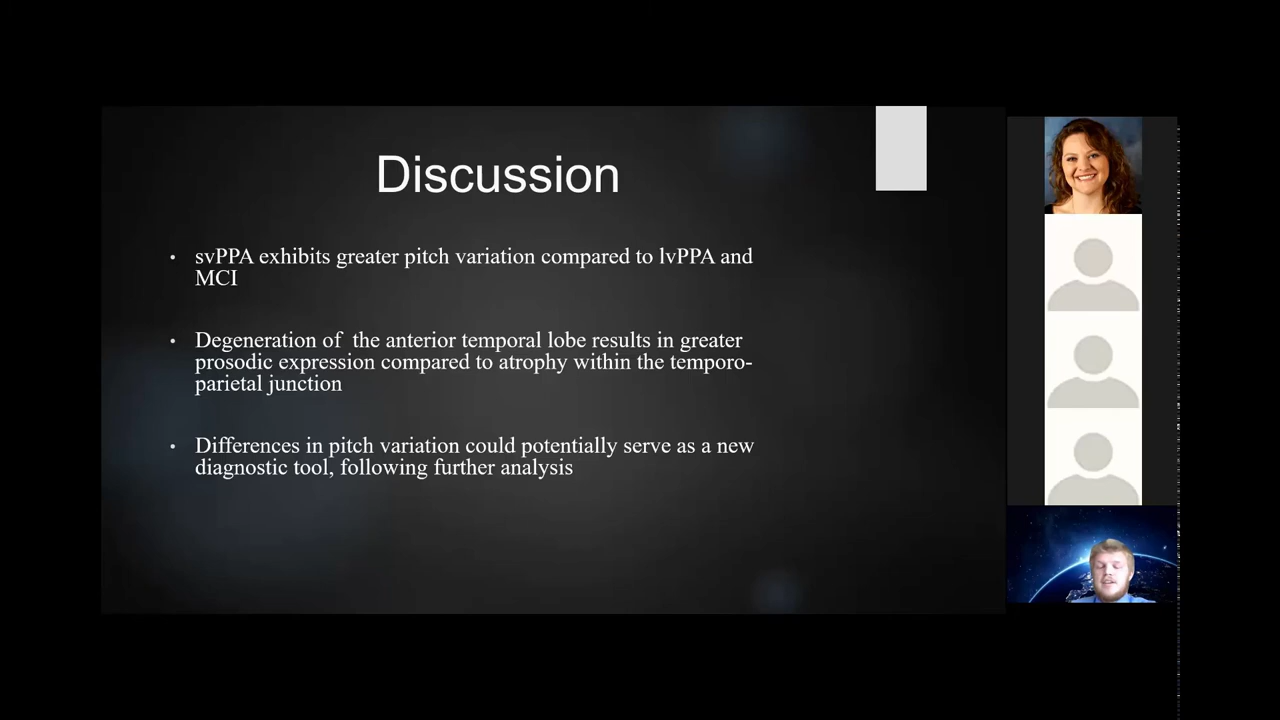 Discussion
• svPPA exhibits greater pitch variation compared to lvPPA and
MCI
• Degeneration of  the anterior temporal lobe results in greater
prosodic expression compared to atrophy within the temporo-
parietal junction
• Differences in pitch variation could potentially serve as a new
diagnostic tool, following further analysis